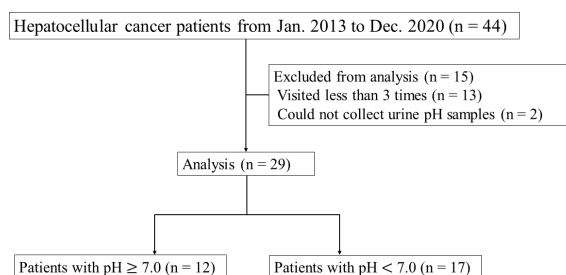 Hepatocellular cancer patients from Jan. 2013 to Dec. 2020 (n = 44)
Excluded from analysis (n = 15)
Visited less than 3 times (n = 13)
Could not collect urine pH samples (n = 2)
Analysis (n = 29)
Patients with pH ≥ 7.0 (n = 12)
Patients with pH < 7.0 (n = 17)